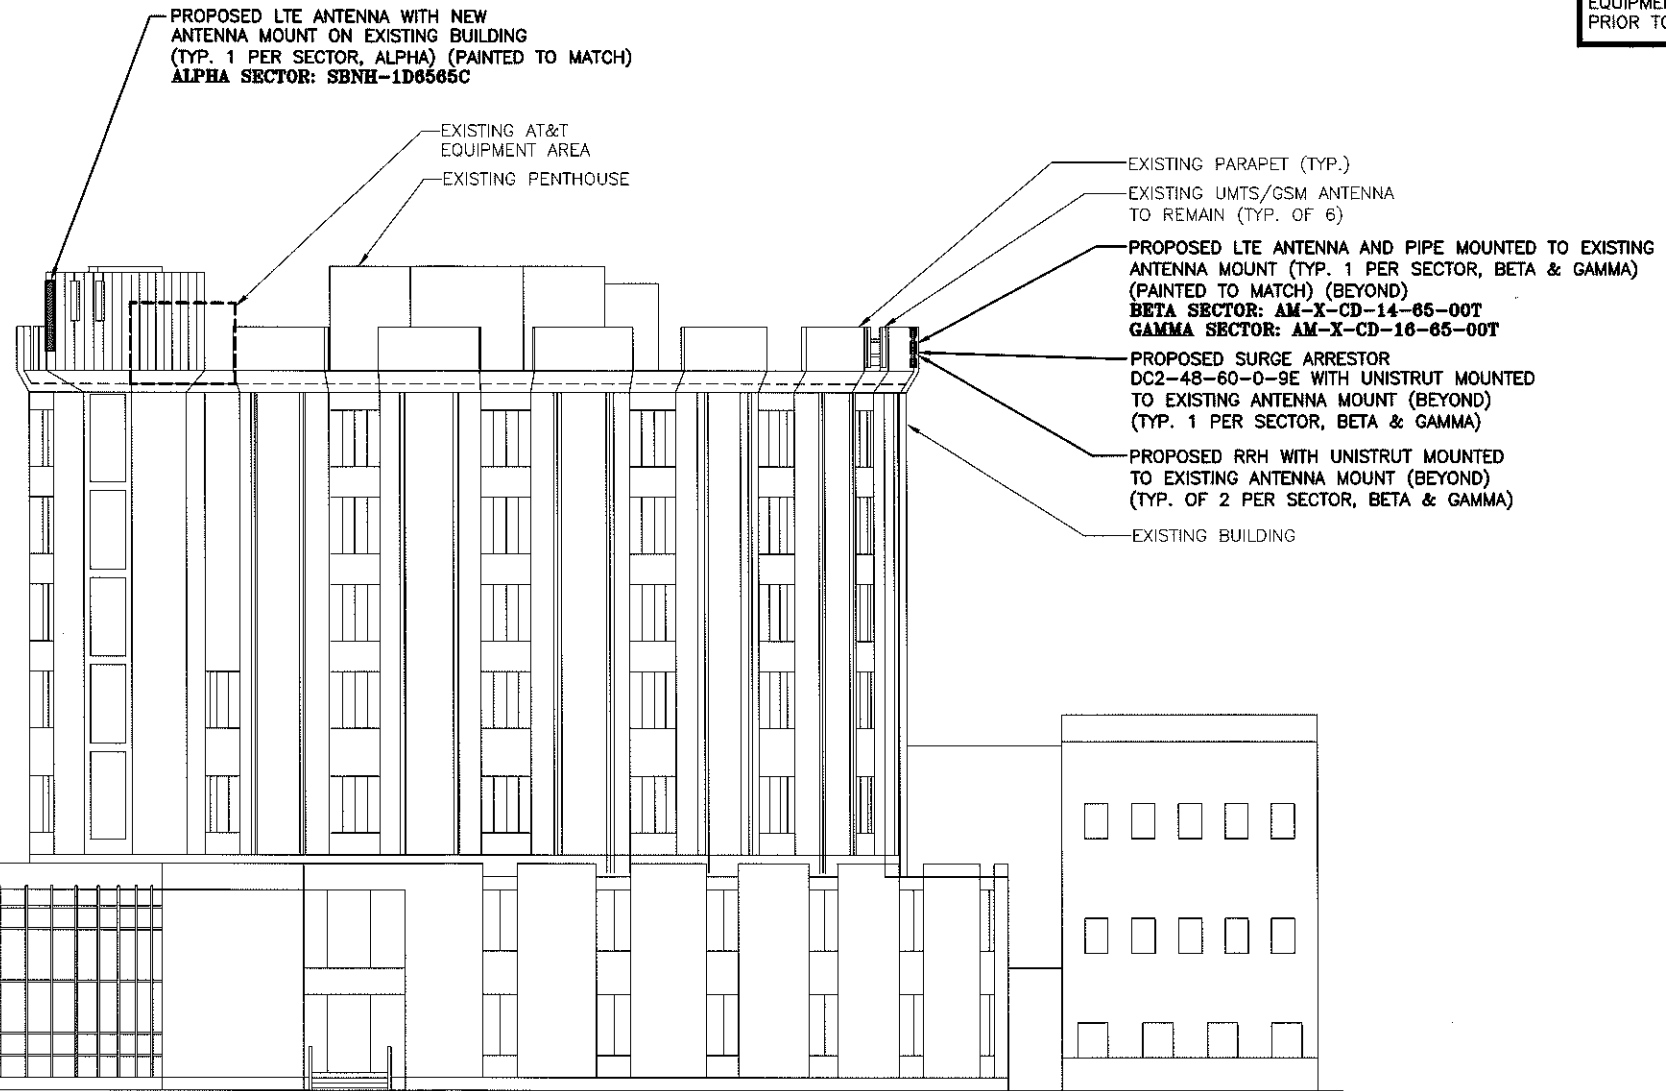 EQUIPMENT
PRIOR TO
PROPOSED LTE ANTENNA WITH NEW
ANTENNA MOUNT ON EXISTING BUILDING
(TYP. 1 PER SECTOR, ALPHA) (PAINTED TO MATCH)
ALPHA SECTOR: SBNH-1D6565C
EXISTING AT&T
EQUIPMENT AREA
EXISTING PENTHOUSE
EXISTING PARAPET (TYP.)
EXISTING UMTS/GSM ANTENNA
TO REMAIN (TYP. OF 6)
PROPOSED LTE ANTENNA AND PIPE MOUNTED TO EXISTING
ANTENNA MOUNT (TYP. 1 PER SECTOR, BETA & GAMMA)
(PAINTED TO MATCH) (BEYOND)
BETA SECTOR: AM-X-CD-14-65-00T
GAMMA SECTOR: AM-X-CD-16-65-00T
PROPOSED SURGE ARRESTOR
DC2-48-60-0-9E WITH UNISTRUT MOUNTED
TO EXISTING ANTENNA MOUNT (BEYOND)
(TYP. 1 PER SECTOR, BETA & GAMMA)
PROPOSED RRH WITH UNISTRUT MOUNTED
TO EXISTING ANTENNA MOUNT (BEYOND)
(TYP. OF 2 PER SECTOR, BETA & GAMMA)
EXISTING BUILDING